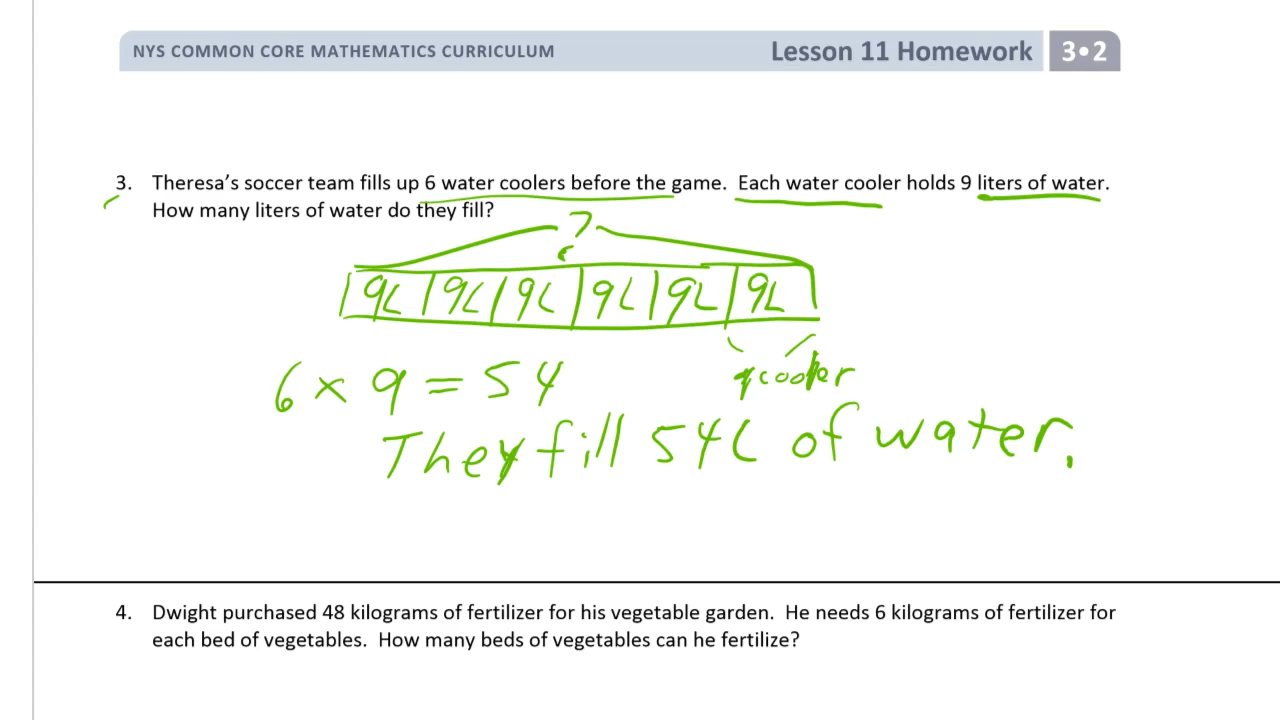 NYS COMMON CORE MATHEMATICS CURRICULUM Lesson 11 Homework 3•2
3. Theresa's soccer team fills up 6 water coolers before the game. Each water cooler holds 9 liters of water.
How many liters of water do they fill?
?
9L 9L 9L 9L 9L 9L
6 × 9 = 54
cooler
They fill 54L of water.
4. Dwight purchased 48 kilograms of fertilizer for his vegetable garden. He needs 6 kilograms of fertilizer for
each bed of vegetables. How many beds of vegetables can he fertilize?